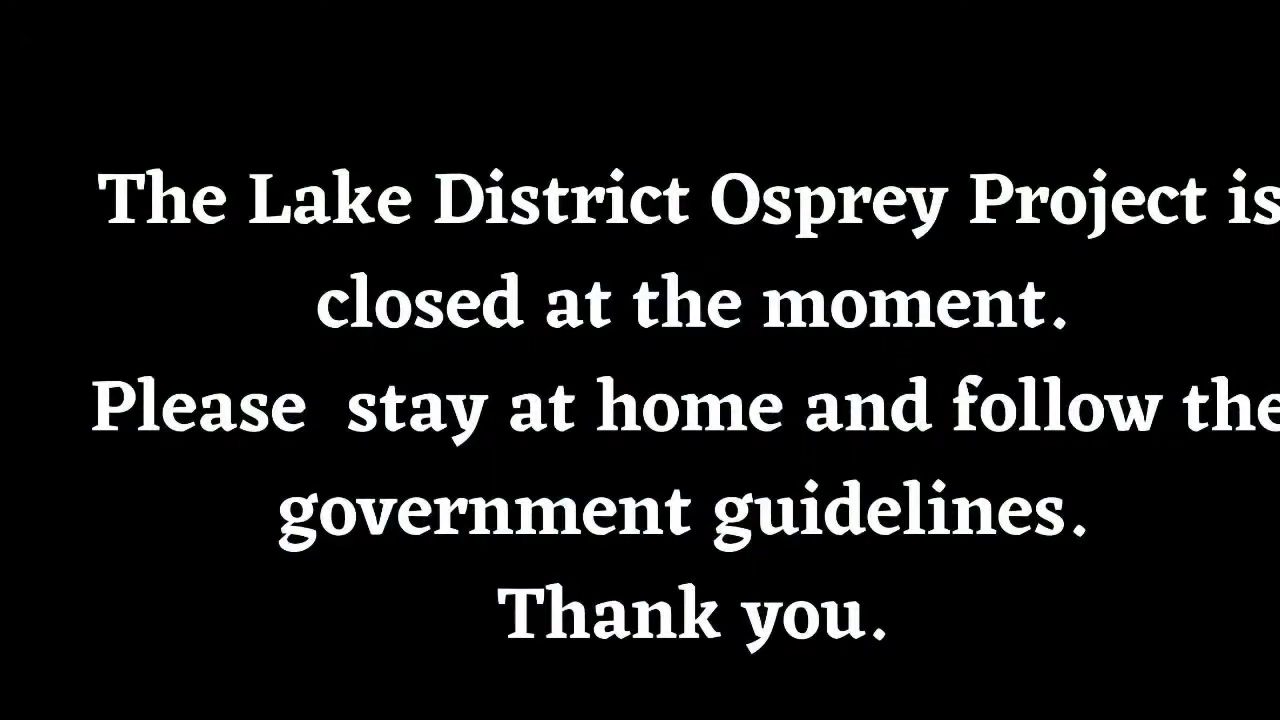 The Lake District Osprey Project is
closed at the moment.
Please  stay at home and follow the
government guidelines.
Thank you.